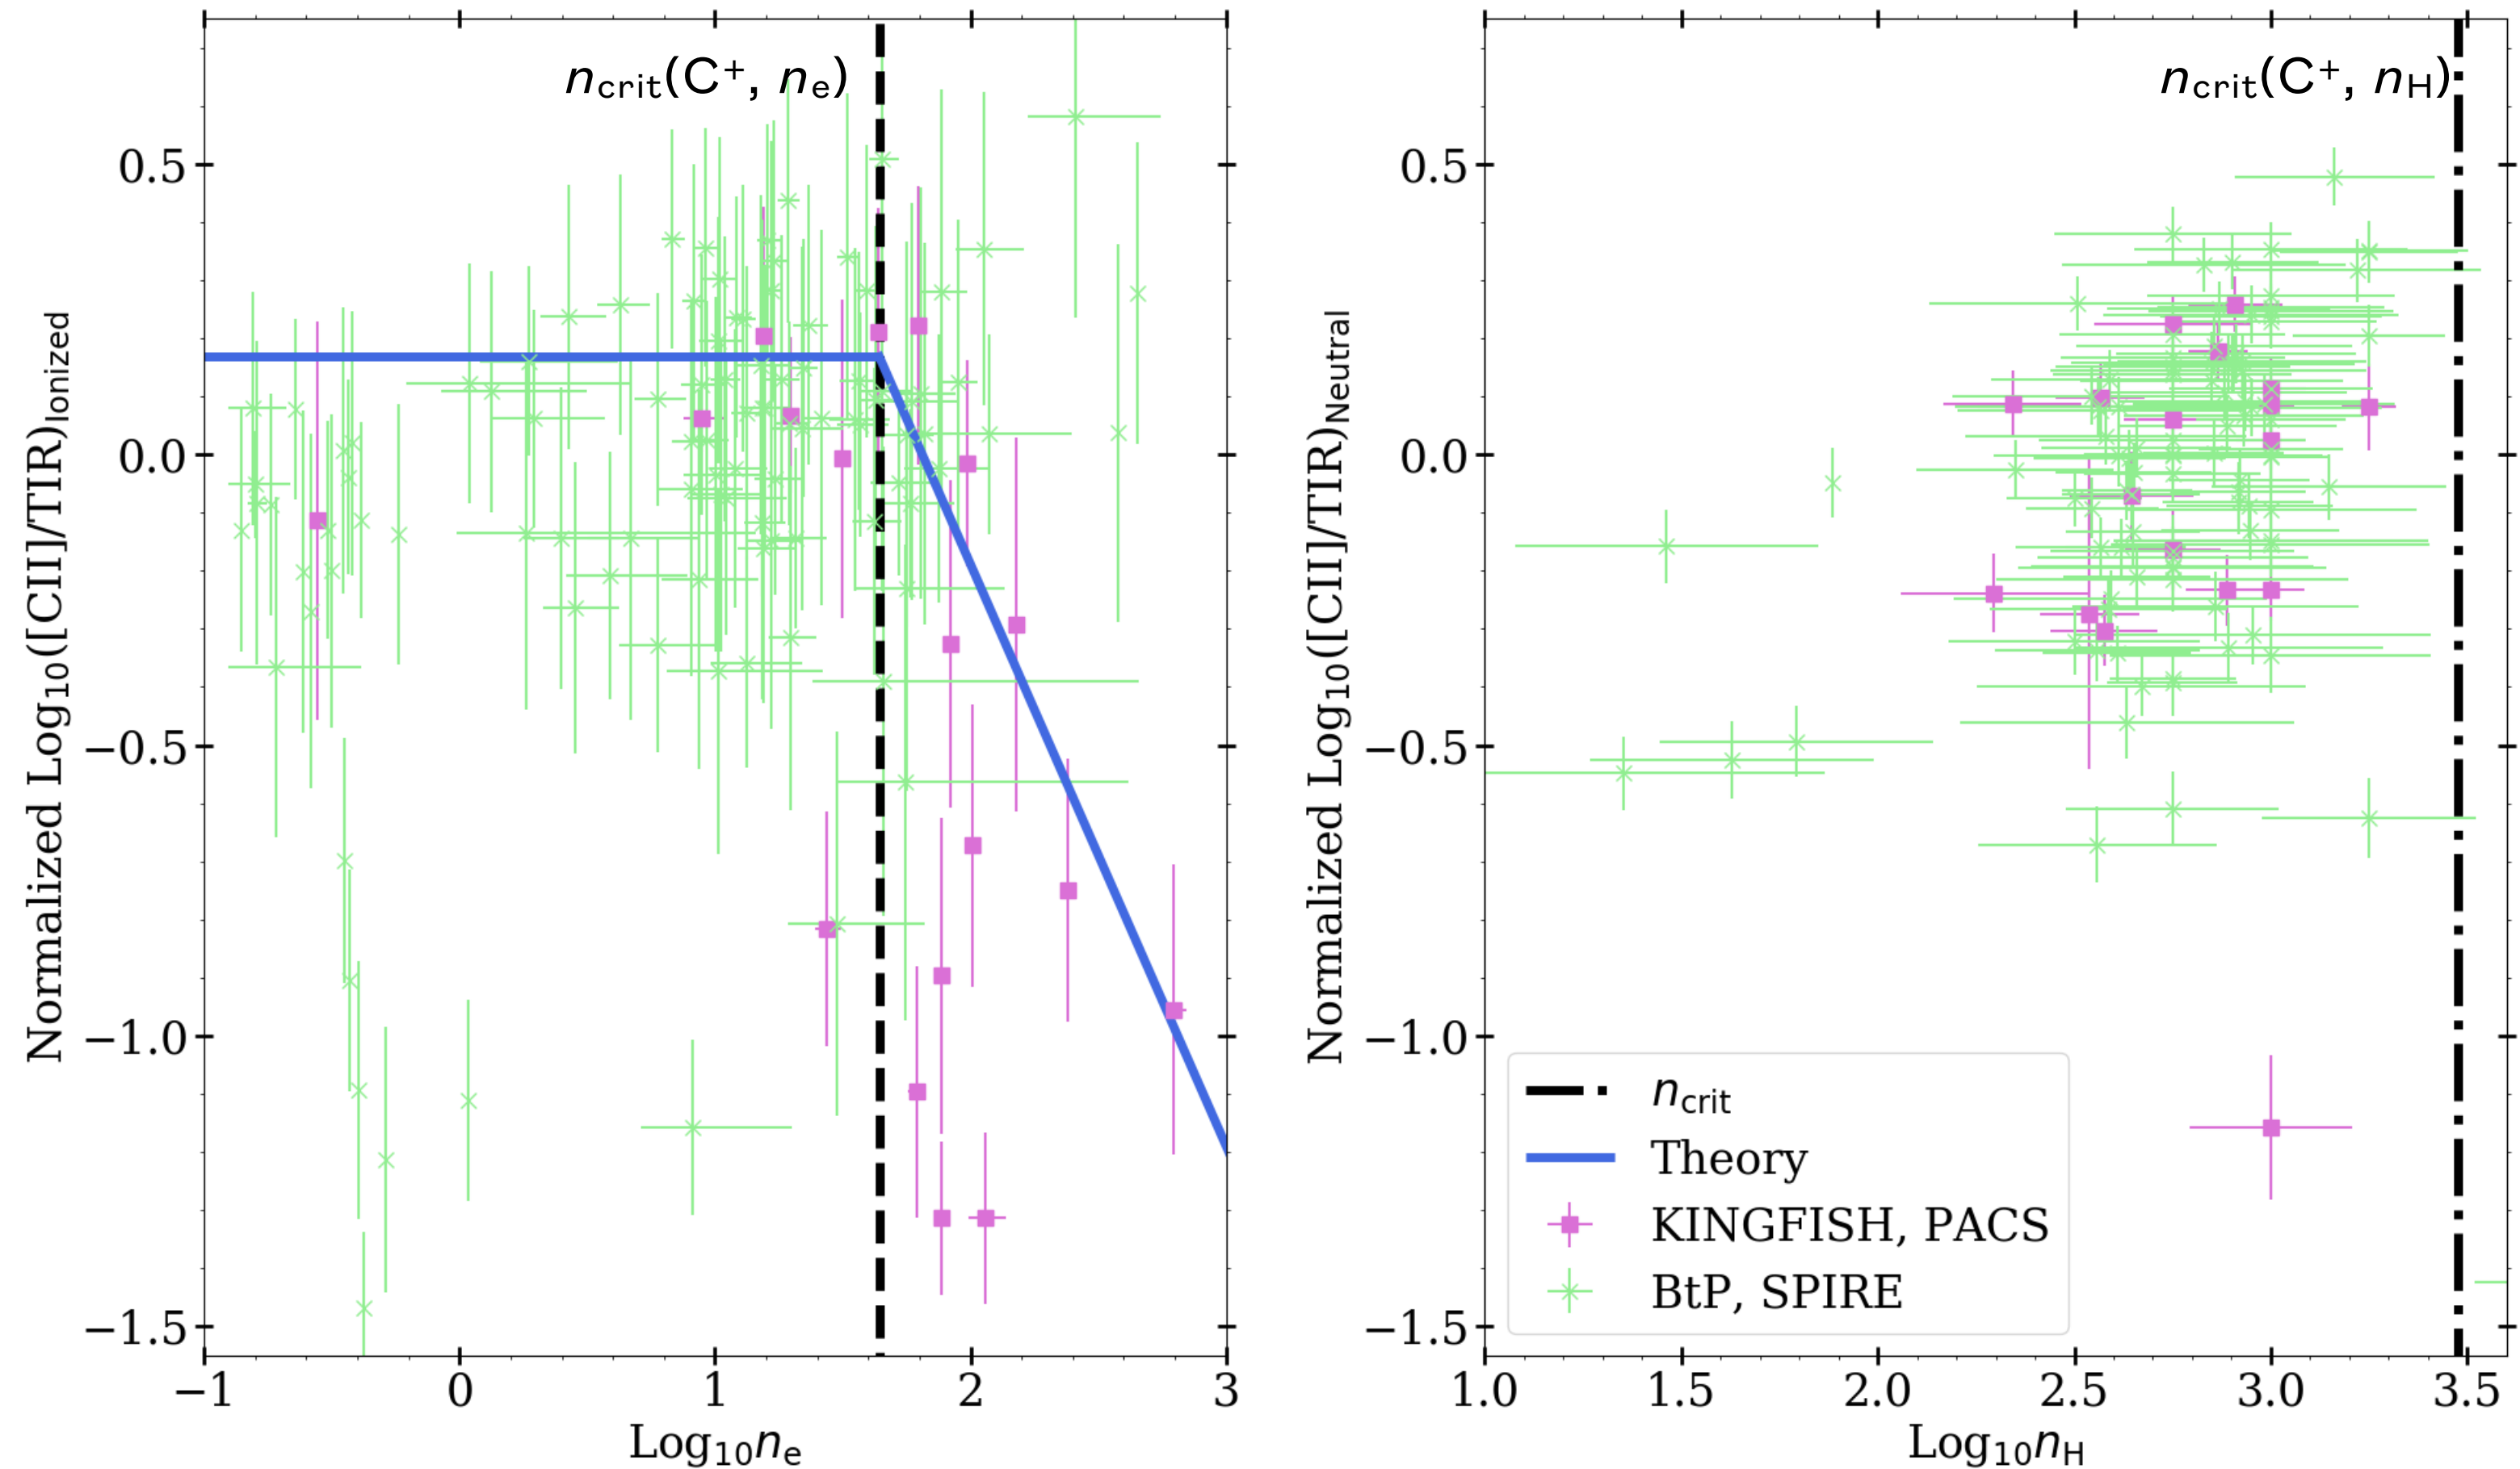 n_crit(C⁺, n_e)
0.5
0.0
−0.5
−1.0
−1.5
−1
0
1
2
3
Normalized Log₁₀([CII]/TIR)_Ionized
Log₁₀n_e
n_crit(C⁺, n_H)
0.5
0.0
−0.5
−1.0
−1.5
1.0
1.5
2.0
2.5
3.0
3.5
Normalized Log₁₀([CII]/TIR)_Neutral
Log₁₀n_H
n_crit
Theory
KINGFISH, PACS
BtP, SPIRE